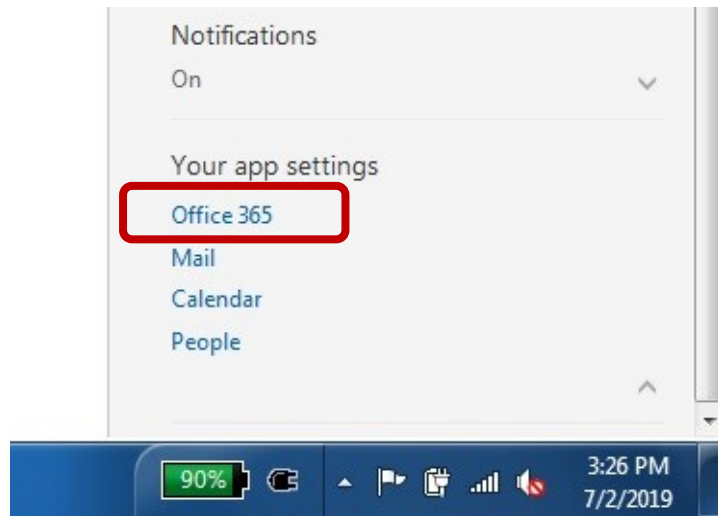 Notifications
On
Your app settings
Office 365
Mail
Calendar
People
90%
3:26 PM
7/2/2019